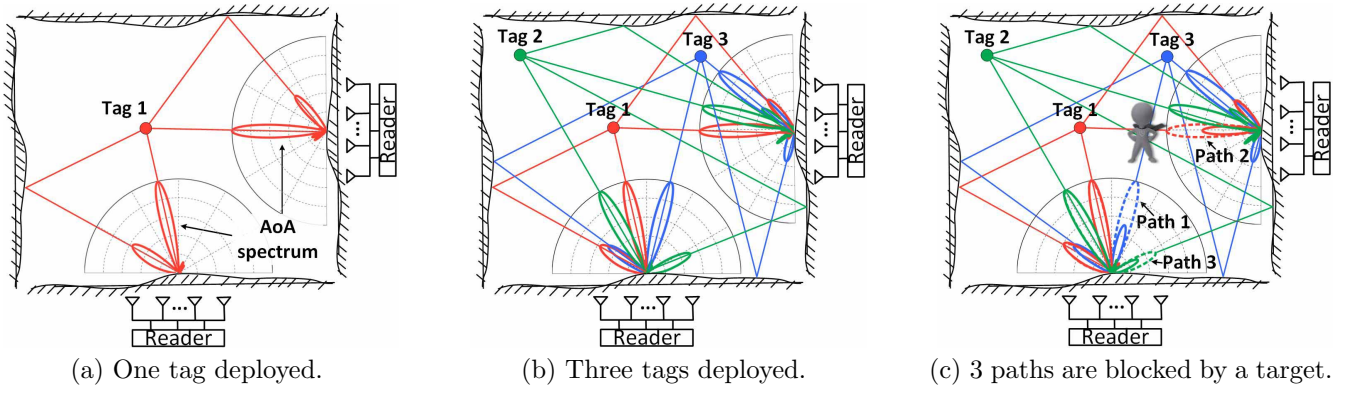 Tag 1
AoA
spectrum
Reader
Reader
(a) One tag deployed.
Tag 2
Tag 3
Tag 1
Reader
Reader
(b) Three tags deployed.
Tag 2
Tag 3
Tag 1
Path 2
Path 1
Path 3
Reader
Reader
(c) 3 paths are blocked by a target.